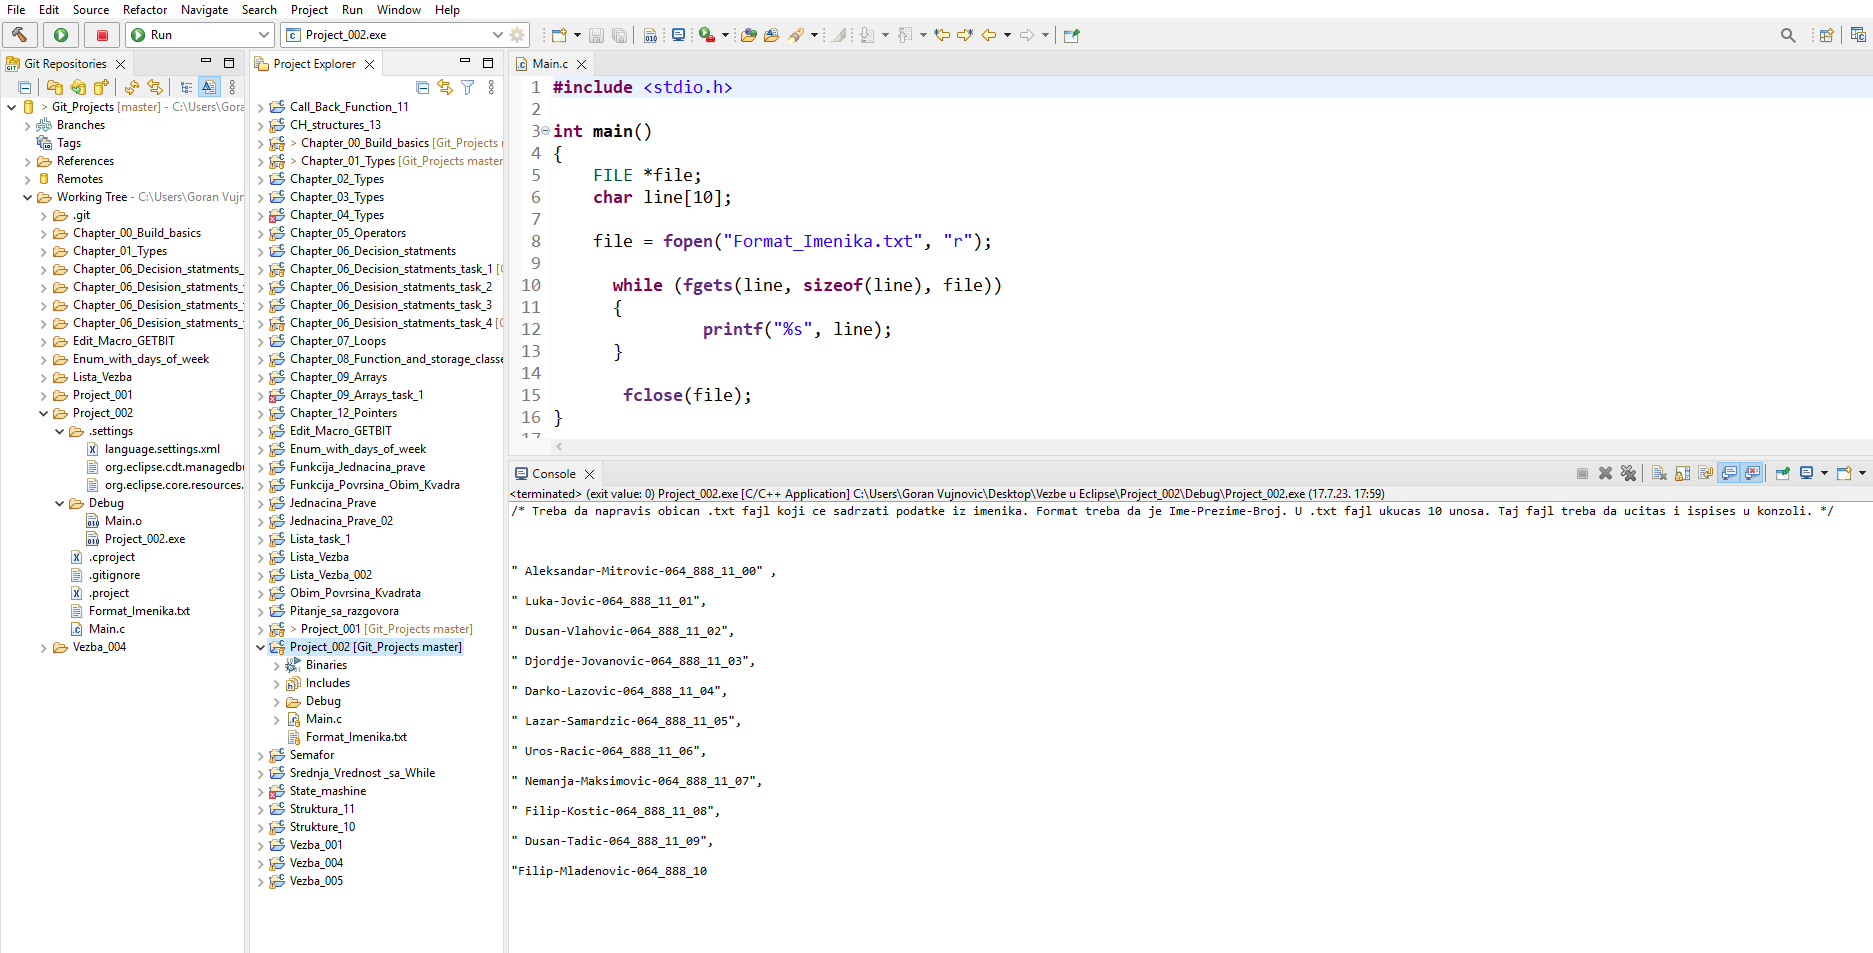 File Edit Source Refactor Navigate Search Project Run Window Help
Run
Project_002.exe
Git Repositories
> Git_Projects [master] - C:\Users\Gora
Branches
Tags
References
Remotes
Working Tree - C:\Users\Goran Vujn
.git
Chapter_00_Build_basics
Chapter_01_Types
Chapter_06_Decision_statments_
Chapter_06_Desision_statments_
Chapter_06_Desision_statments_
Chapter_06_Desision_statments_
Edit_Macro_GETBIT
Enum_with_days_of_week
Lista_Vezba
Project_001
Project_002
.settings
language.settings.xml
org.eclipse.cdt.managedbu
org.eclipse.core.resources.
Debug
Main.o
Project_002.exe
.cproject
.gitignore
.project
Format_Imenika.txt
Main.c
Vezba_004
Project Explorer
Call_Back_Function_11
CH_structures_13
> Chapter_00_Build_basics [Git_Projects r
> Chapter_01_Types [Git_Projects master
Chapter_02_Types
Chapter_03_Types
Chapter_04_Types
Chapter_05_Operators
Chapter_06_Decision_statments
Chapter_06_Decision_statments_task_1 [G
Chapter_06_Desision_statments_task_2
Chapter_06_Desision_statments_task_3
Chapter_06_Desision_statments_task_4 [G
Chapter_07_Loops
Chapter_08_Function_and_storage_classe
Chapter_09_Arrays
Chapter_09_Arrays_task_1
Chapter_12_Pointers
Edit_Macro_GETBIT
Enum_with_days_of_week
Funkcija_Jednacina_prave
Funkcija_Povrsina_Obim_Kvadra
Jednacina_Prave
Jednacina_Prave_02
Lista_task_1
Lista_Vezba
Lista_Vezba_002
Obim_Povrsina_Kvadrata
Pitanje_sa_razgovora
> Project_001 [Git_Projects master]
Project_002 [Git_Projects master]
Binaries
Includes
Debug
Main.c
Format_Imenika.txt
Semafor
Srednja_Vrednost _sa_While
State_mashine
Struktura_11
Strukture_10
Vezba_001
Vezba_004
Vezba_005
Main.c
1 #include <stdio.h>
2
3 int main()
4 {
5 FILE *file;
6 char line[10];
7
8 file = fopen("Format_Imenika.txt", "r");
9
10 while (fgets(line, sizeof(line), file))
11 {
12 printf("%s", line);
13 }
14
15 fclose(file);
16 }
17
Console
<terminated> (exit value: 0) Project_002.exe [C/C++ Application] C:\Users\Goran Vujnovic\Desktop\Vezbe u Eclipse\Project_002\Debug\Project_002.exe (17.7.23. 17:59)
/* Treba da napravis obican .txt fajl koji ce sadrzati podatke iz imenika. Format treba da je Ime-Prezime-Broj. U .txt fajl ukucas 10 unosa. Taj fajl treba da ucitas i ispises u konzoli. */
" Aleksandar-Mitrovic-064_888_11_00" ,
" Luka-Jovic-064_888_11_01",
" Dusan-Vlahovic-064_888_11_02",
" Djordje-Jovanovic-064_888_11_03",
" Darko-Lazovic-064_888_11_04",
" Lazar-Samardzic-064_888_11_05",
" Uros-Racic-064_888_11_06",
" Nemanja-Maksimovic-064_888_11_07",
" Filip-Kostic-064_888_11_08",
" Dusan-Tadic-064_888_11_09",
"Filip-Mladenovic-064_888_10